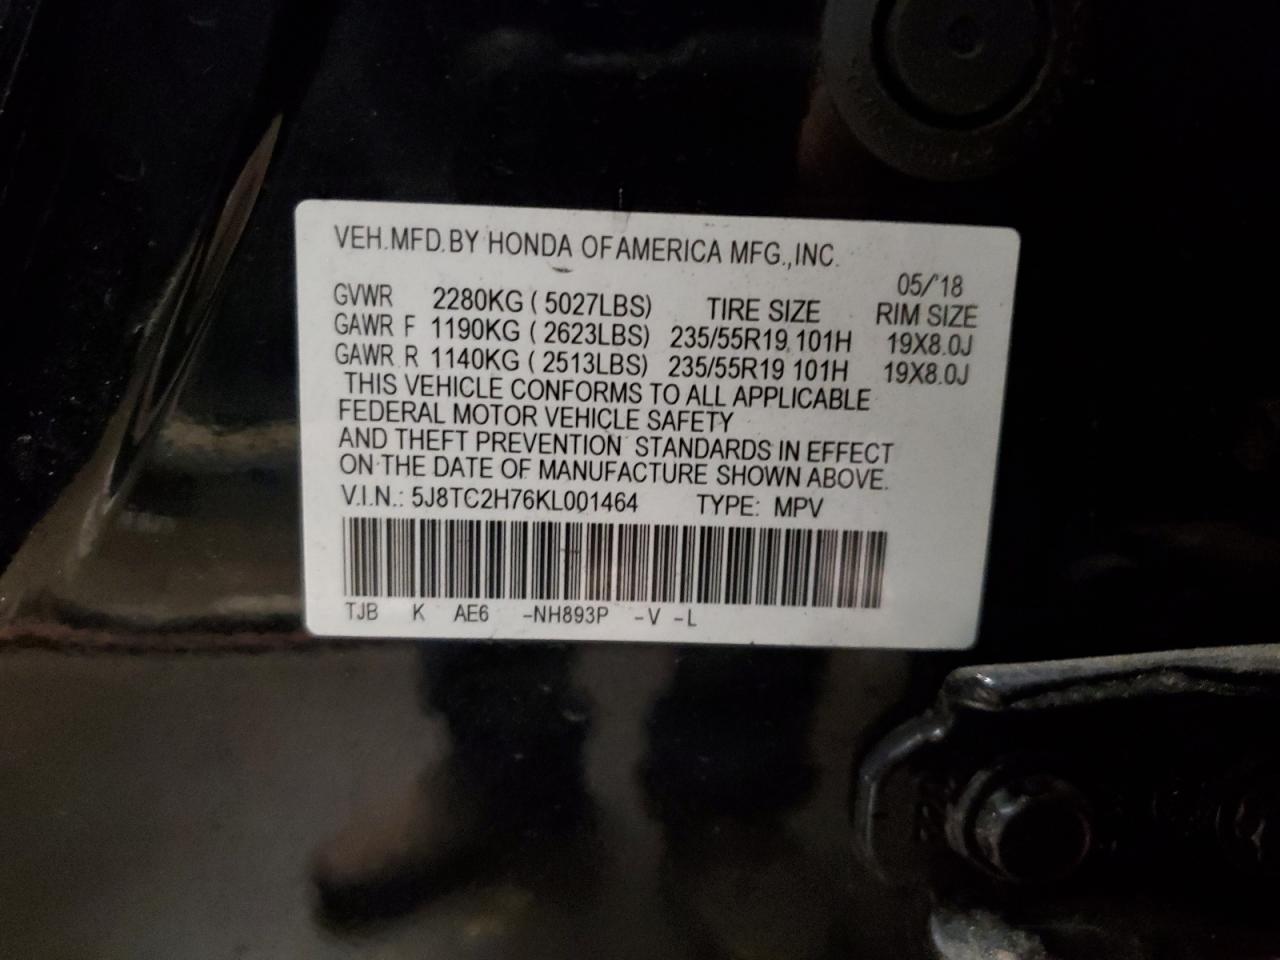 VEH.MFD.BY HONDA OF AMERICA MFG.,INC.
05/'18
GVWR 2280KG ( 5027LBS) TIRE SIZE RIM SIZE
GAWR F 1190KG ( 2623LBS) 235/55R19 101H 19X8.0J
GAWR R 1140KG ( 2513LBS) 235/55R19 101H 19X8.0J
THIS VEHICLE CONFORMS TO ALL APPLICABLE
FEDERAL MOTOR VEHICLE SAFETY
AND THEFT PREVENTION STANDARDS IN EFFECT
ON THE DATE OF MANUFACTURE SHOWN ABOVE.
V.I.N.: 5J8TC2H76KL001464 TYPE: MPV
TJB K AE6 -NH893P -V -L